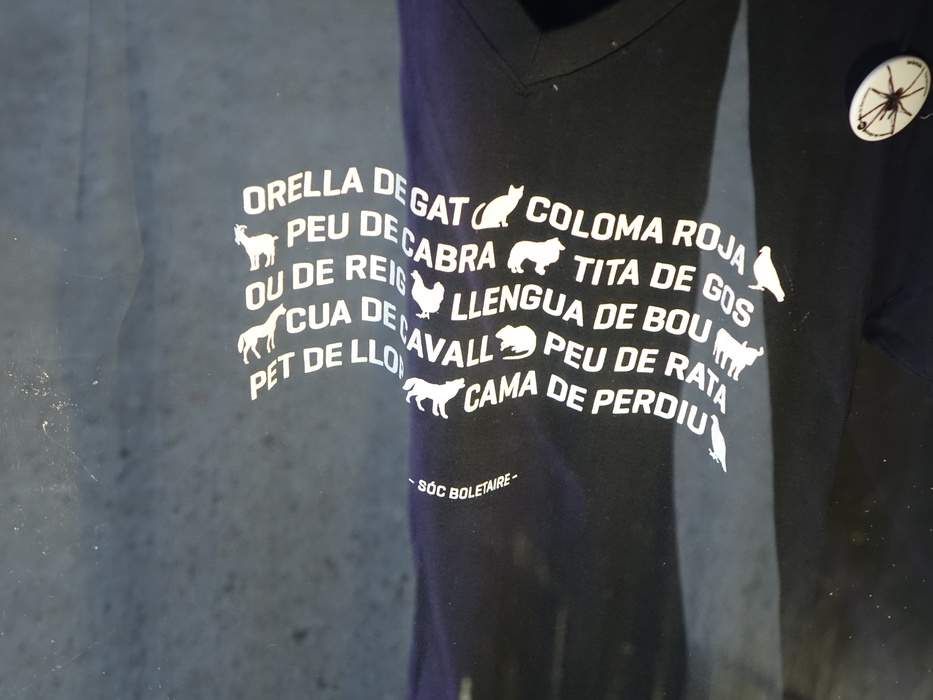 ORELLA DE GAT COLOMA ROJA
PEU DE CABRA TITA DE GOS
OU DE REIG LLENGUA DE BOU
CUA DE CAVALL PEU DE RATA
PET DE LLOP CAMA DE PERDIU
- SÓC BOLETAIRE -